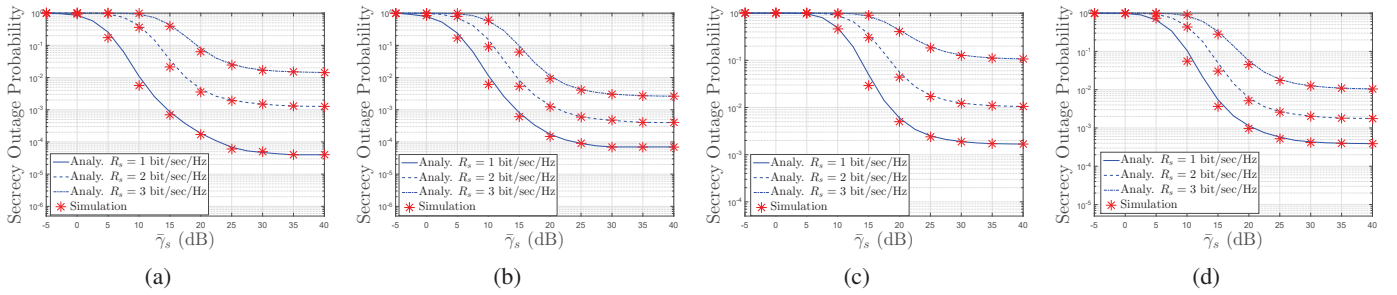 Secrecy Outage Probability
10^0
10^-1
10^-2
10^-3
10^-4
10^-5
10^-6
Analy. R_s = 1 bit/sec/Hz
Analy. R_s = 2 bit/sec/Hz
Analy. R_s = 3 bit/sec/Hz
Simulation
-5 0 5 10 15 20 25 30 35 40
γ̄_s (dB)
(a)
Secrecy Outage Probability
10^0
10^-1
10^-2
10^-3
10^-4
10^-5
10^-6
Analy. R_s = 1 bit/sec/Hz
Analy. R_s = 2 bit/sec/Hz
Analy. R_s = 3 bit/sec/Hz
Simulation
-5 0 5 10 15 20 25 30 35 40
γ̄_s (dB)
(b)
Secrecy Outage Probability
10^0
10^-1
10^-2
10^-3
10^-4
Analy. R_s = 1 bit/sec/Hz
Analy. R_s = 2 bit/sec/Hz
Analy. R_s = 3 bit/sec/Hz
Simulation
-5 0 5 10 15 20 25 30 35 40
γ̄_s (dB)
(c)
Secrecy Outage Probability
10^0
10^-1
10^-2
10^-3
10^-4
10^-5
Analy. R_s = 1 bit/sec/Hz
Analy. R_s = 2 bit/sec/Hz
Analy. R_s = 3 bit/sec/Hz
Simulation
-5 0 5 10 15 20 25 30 35 40
γ̄_s (dB)
(d)